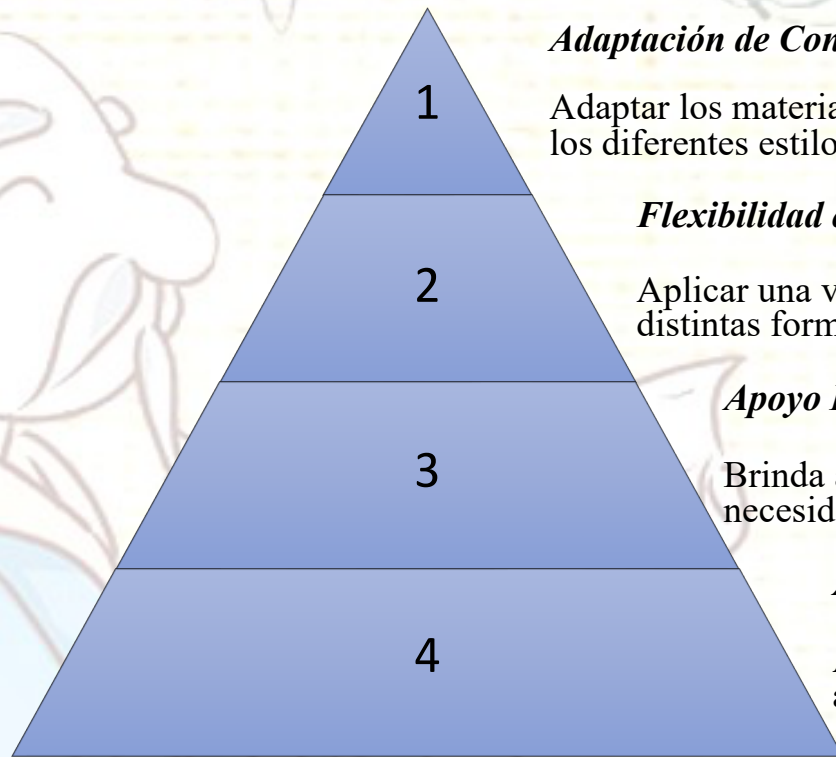 1
Adaptación de Con
Adaptar los materia
los diferentes estilo
2
Flexibilidad
Aplicar una v
distintas form
3
Apoyo
Brinda
necesid
4